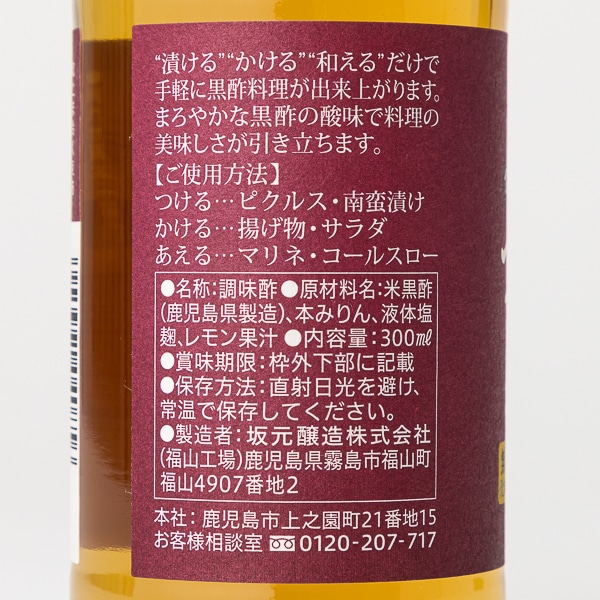 “漬ける”“かける”“和える”だけで
手軽に黒酢料理が出来上がります。
まろやかな黒酢の酸味で料理の
美味しさが引き立ちます。
【ご使用方法】
つける…ピクルス・南蛮漬け
かける…揚げ物・サラダ
あえる…マリネ・コールスロー
●名称:調味酢●原材料名:米黒酢
(鹿児島県製造)、本みりん、液体塩
麹、レモン果汁●内容量:300㎖
●賞味期限:枠外下部に記載
●保存方法:直射日光を避け、
常温で保存してください。
●製造者:坂元醸造株式会社
(福山工場)鹿児島県霧島市福山町
福山4907番地2
本社:鹿児島市上之園町21番地15
お客様相談室 0120-207-717